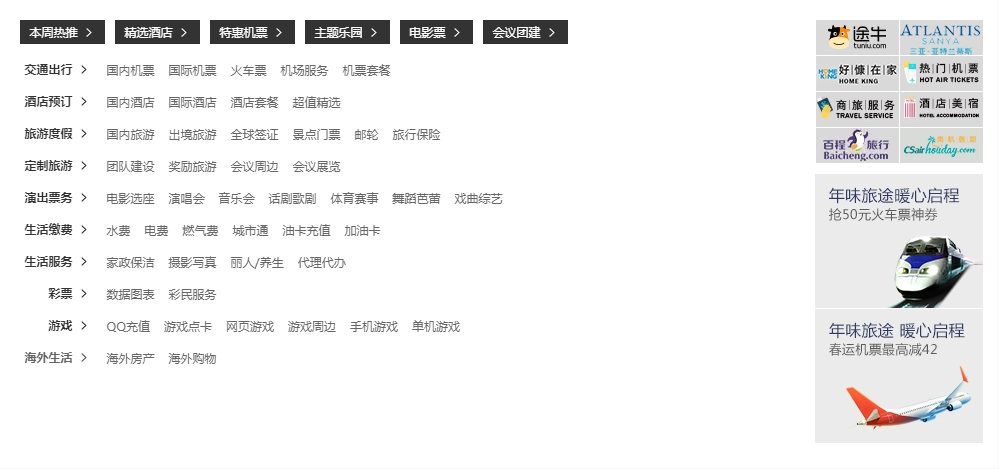 本周热推 精选酒店 特惠机票 主题乐园 电影票 会议团建
交通出行 国内机票 国际机票 火车票 机场服务 机票套餐
酒店预订 国内酒店 国际酒店 酒店套餐 超值精选
旅游度假 国内旅游 出境旅游 全球签证 景点门票 邮轮 旅行保险
定制旅游 团队建设 奖励旅游 会议周边 会议展览
演出票务 电影选座 演唱会 音乐会 话剧歌剧 体育赛事 舞蹈芭蕾 戏曲综艺
生活缴费 水费 电费 燃气费 城市通 油卡充值 加油卡
生活服务 家政保洁 摄影写真 丽人/养生 代理代办
彩票 数据图表 彩民服务
游戏 QQ充值 游戏点卡 网页游戏 游戏周边 手机游戏 单机游戏
海外生活 海外房产 海外购物
途牛
tuniu.com
ATLANTIS
SANYA
三亚·亚特兰蒂斯
HOME KING
好|慷|在|家
HOME KING
热|门|机|票
HOT AIR TICKETS
商|旅|服|务
TRAVEL SERVICE
酒|店|美|宿
HOTEL ACCOMMODATION
百程旅行
Baicheng.com
南航假期
CSairholiday.com
年味旅途暖心启程
抢50元火车票神券
年味旅途 暖心启程
春运机票最高减42